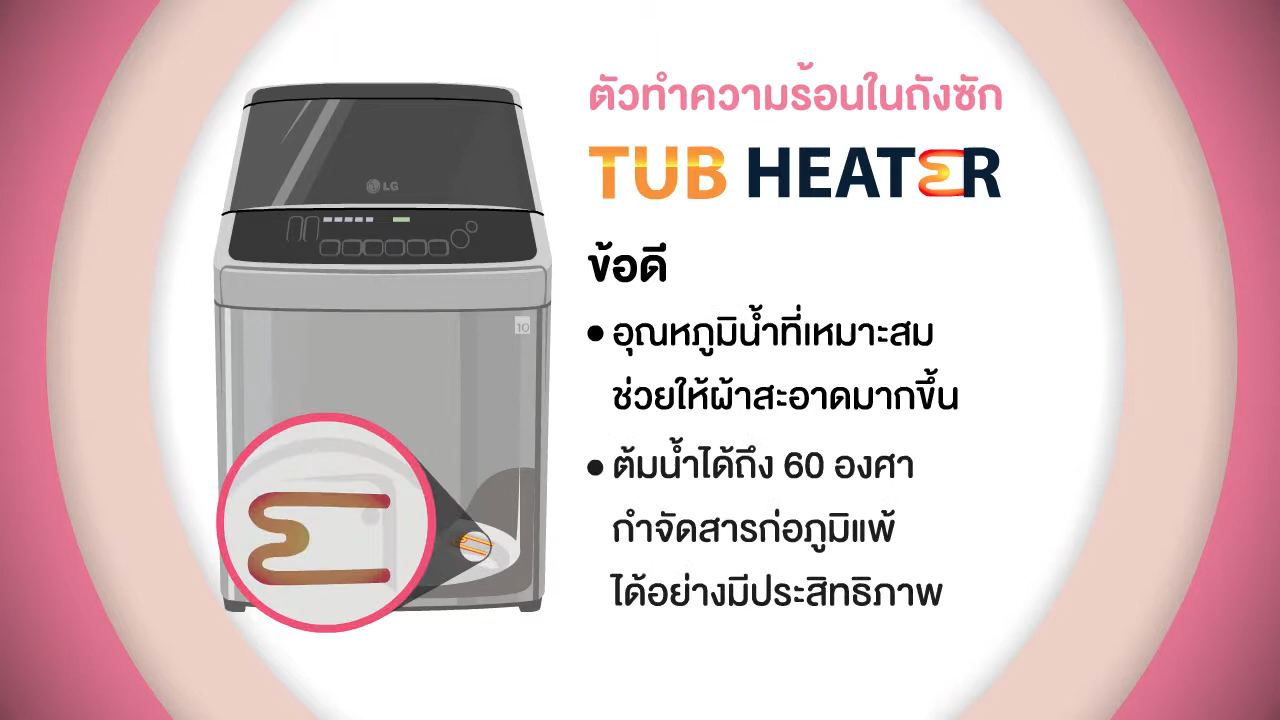 ตัวทำความร้อนในถังซัก
TUB HEATER
ข้อดี
• อุณหภูมิน้ำที่เหมาะสม
ช่วยให้ผ้าสะอาดมากขึ้น
• ต้มน้ำได้ถึง 60 องศา
กำจัดสารก่อภูมิแพ้
ได้อย่างมีประสิทธิภาพ
LG
10